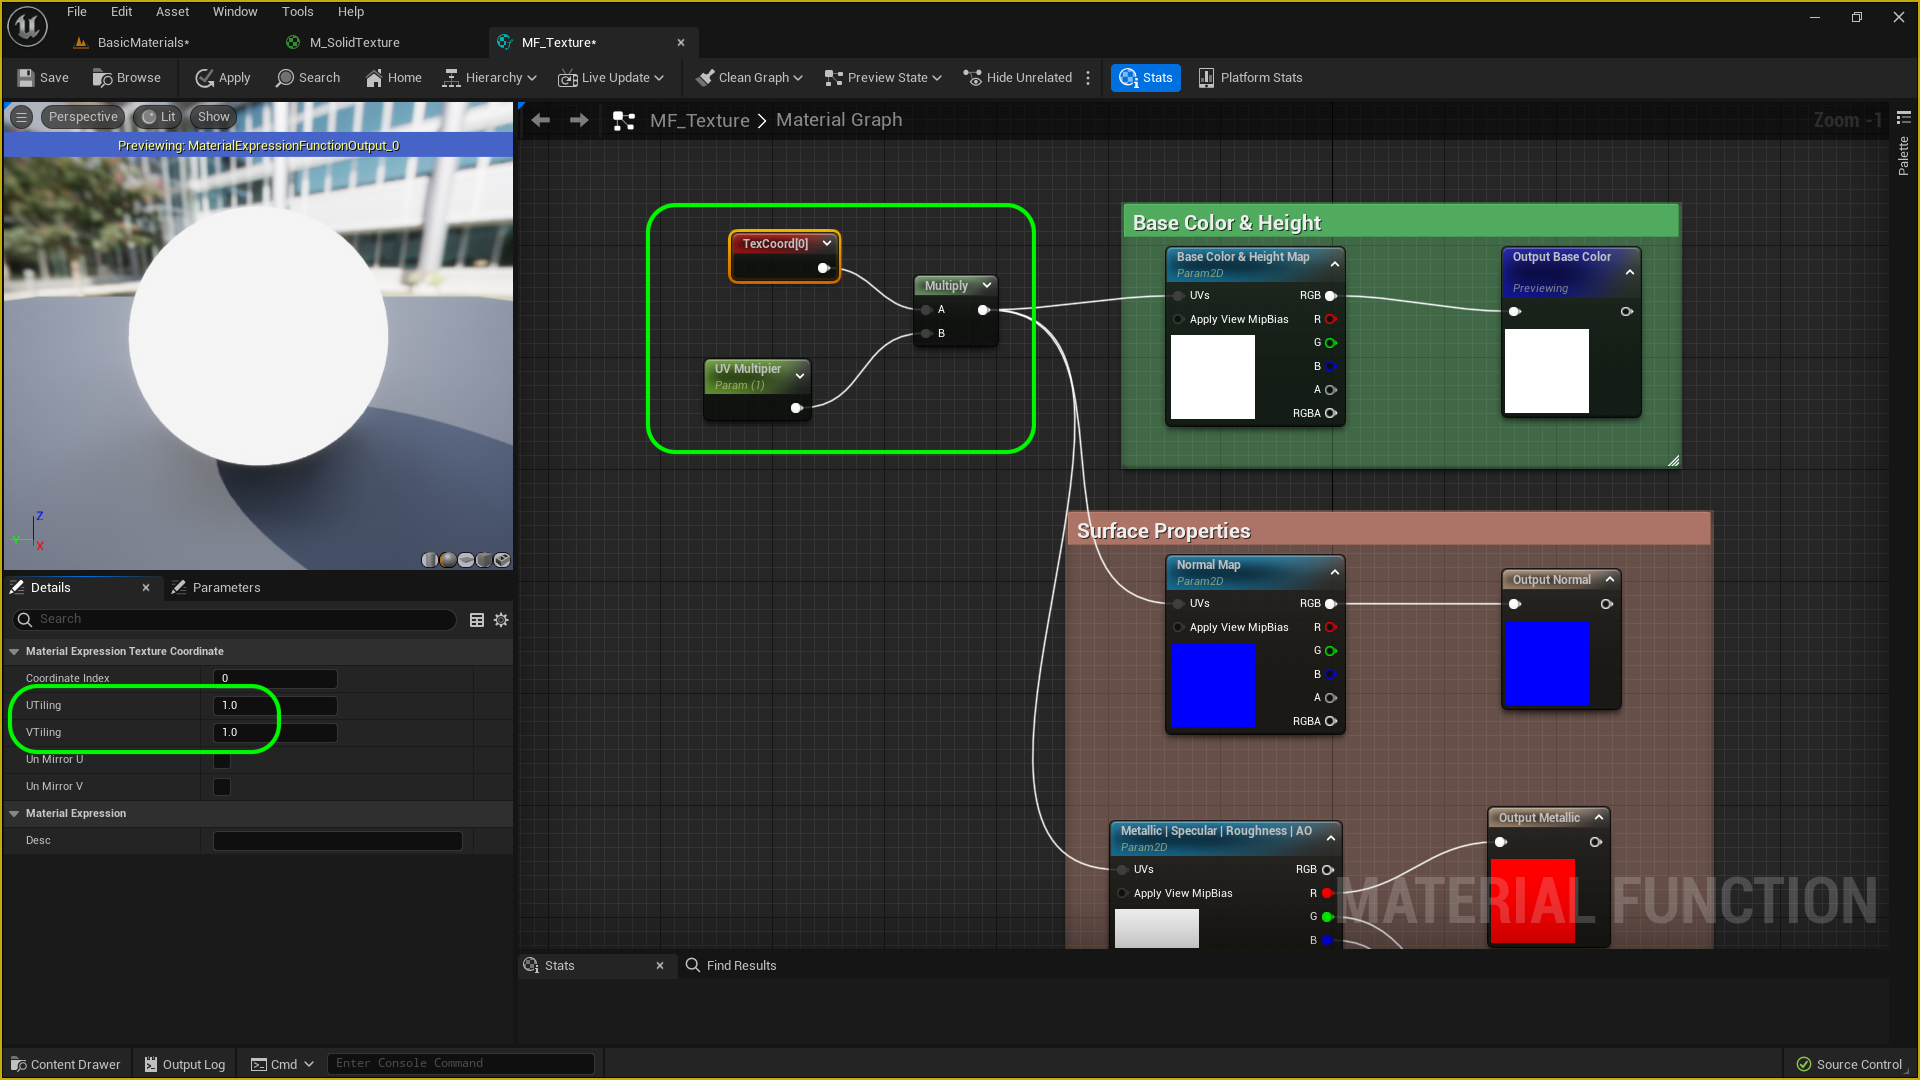 File Edit Asset Window Tools Help
BasicMaterials* M_SolidTexture MF_Texture*
Save Browse Apply Search Home Hierarchy Live Update Clean Graph Preview State Hide Unrelated Stats Platform Stats
Perspective Lit Show
Previewing: MaterialExpressionFunctionOutput_0
Z
Y
X
MF_Texture > Material Graph
Zoom -1
Palette
TexCoord[0]
Multiply
A
B
UV Multipier
Param (1)
Base Color & Height
Base Color & Height Map
Param2D
UVs RGB
Apply View MipBias R
G
B
A
RGBA
Output Base Color
Previewing
Surface Properties
Normal Map
Param2D
UVs RGB
Apply View MipBias R
G
B
A
RGBA
Output Normal
Metallic | Specular | Roughness | AO
Param2D
UVs RGB
Apply View MipBias R
G
B
Output Metallic
MATERIAL FUNCTION
Details Parameters
Search
Material Expression Texture Coordinate
Coordinate Index 0
UTiling 1.0
VTiling 1.0
Un Mirror U
Un Mirror V
Material Expression
Desc
Stats Find Results
Content Drawer Output Log Cmd Enter Console Command Source Control